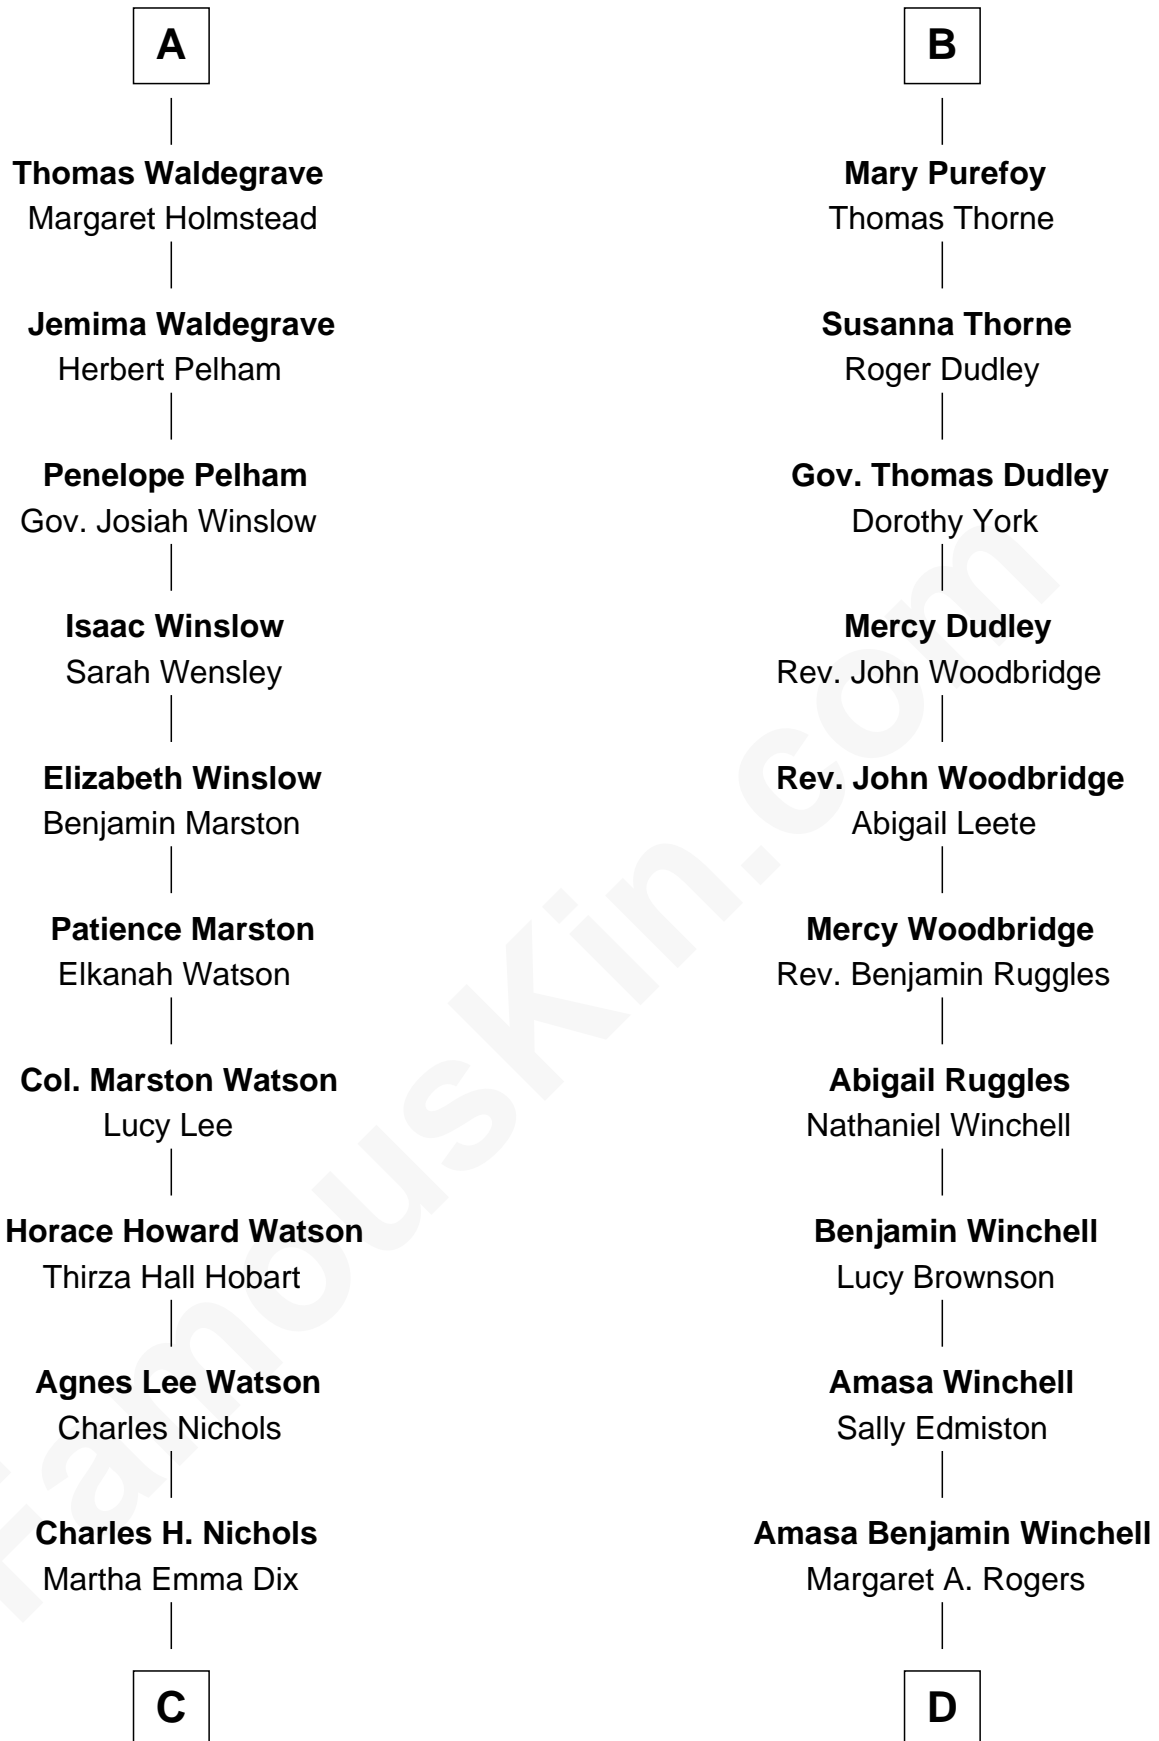 A
Thomas Waldegrave
Margaret Holmstead
Jemima Waldegrave
Herbert Pelham
Penelope Pelham
Gov. Josiah Winslow
Isaac Winslow
Sarah Wensley
Elizabeth Winslow
Benjamin Marston
Patience Marston
Elkanah Watson
Col. Marston Watson
Lucy Lee
Horace Howard Watson
Thirza Hall Hobart
Agnes Lee Watson
Charles Nichols
Charles H. Nichols
Martha Emma Dix
C
B
Mary Purefoy
Thomas Thorne
Susanna Thorne
Roger Dudley
Gov. Thomas Dudley
Dorothy York
Mercy Dudley
Rev. John Woodbridge
Rev. John Woodbridge
Abigail Leete
Mercy Woodbridge
Rev. Benjamin Ruggles
Abigail Ruggles
Nathaniel Winchell
Benjamin Winchell
Lucy Brownson
Amasa Winchell
Sally Edmiston
Amasa Benjamin Winchell
Margaret A. Rogers
D
FamousKin.com